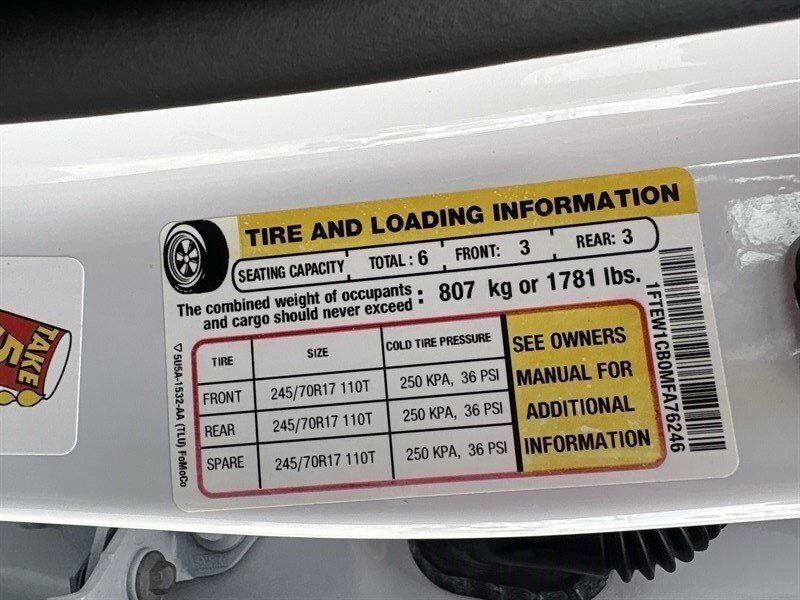 TIRE AND LOADING INFORMATION
SEATING CAPACITY TOTAL : 6 FRONT: 3 REAR: 3
The combined weight of occupants
and cargo should never exceed : 807 kg or 1781 lbs.
TIRE SIZE COLD TIRE PRESSURE
FRONT 245/70R17 110T 250 KPA, 36 PSI
REAR 245/70R17 110T 250 KPA, 36 PSI
SPARE 245/70R17 110T 250 KPA, 36 PSI
SEE OWNERS
MANUAL FOR
ADDITIONAL
INFORMATION
5U5A-1532-AA (TLU) FoMoCo
1FTEW1CB0MFA76246
TAKE
5